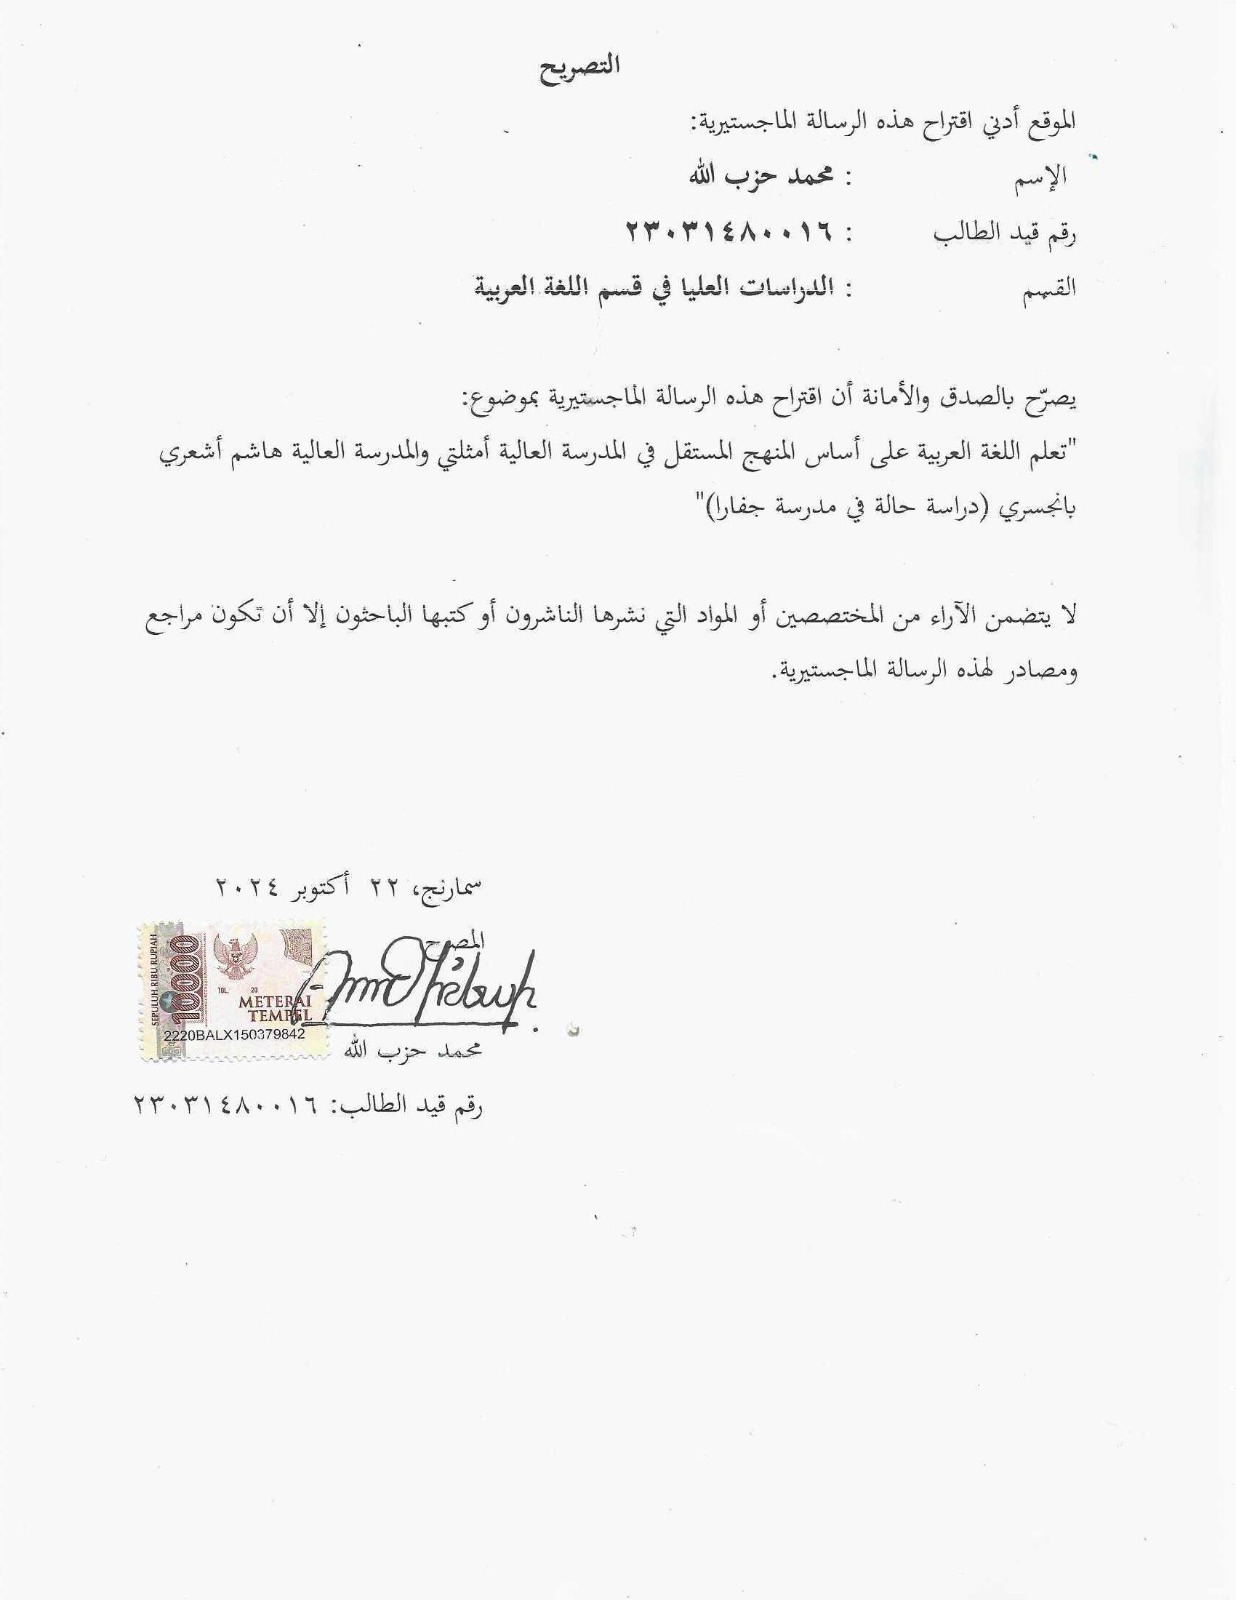 التصريح
الموقع أدني اقتراح هذه الرسالة الماجستيرية:
الإسم : محمد حزب الله
رقم قيد الطالب : ٢٣٠٣١٤٨٠٠١٦
القسم : الدراسات العليا في قسم اللغة العربية
يصرّح بالصدق والأمانة أن اقتراح هذه الرسالة الماجستيرية بموضوع:
"تعلم اللغة العربية على أساس المنهج المستقل في المدرسة العالية أمثلتي والمدرسة العالية هاشم أشعري
بانجسري (دراسة حالة في مدرسة جفارا)"
لا يتضمن الآراء من المختصصين أو المواد التي نشرها الناشرون أو كتبها الباحثون إلا أن تكون مراجع
ومصادر لهذه الرسالة الماجستيرية.
سمارنج، ٢٢ أكتوبر ٢٠٢٤
المصرح
SEPULUH RIBU RUPIAH
10000
TGL. 20
METERAI
TEMPEL
2220BALX150379842
محمد حزب الله
رقم قيد الطالب: ٢٣٠٣١٤٨٠٠١٦